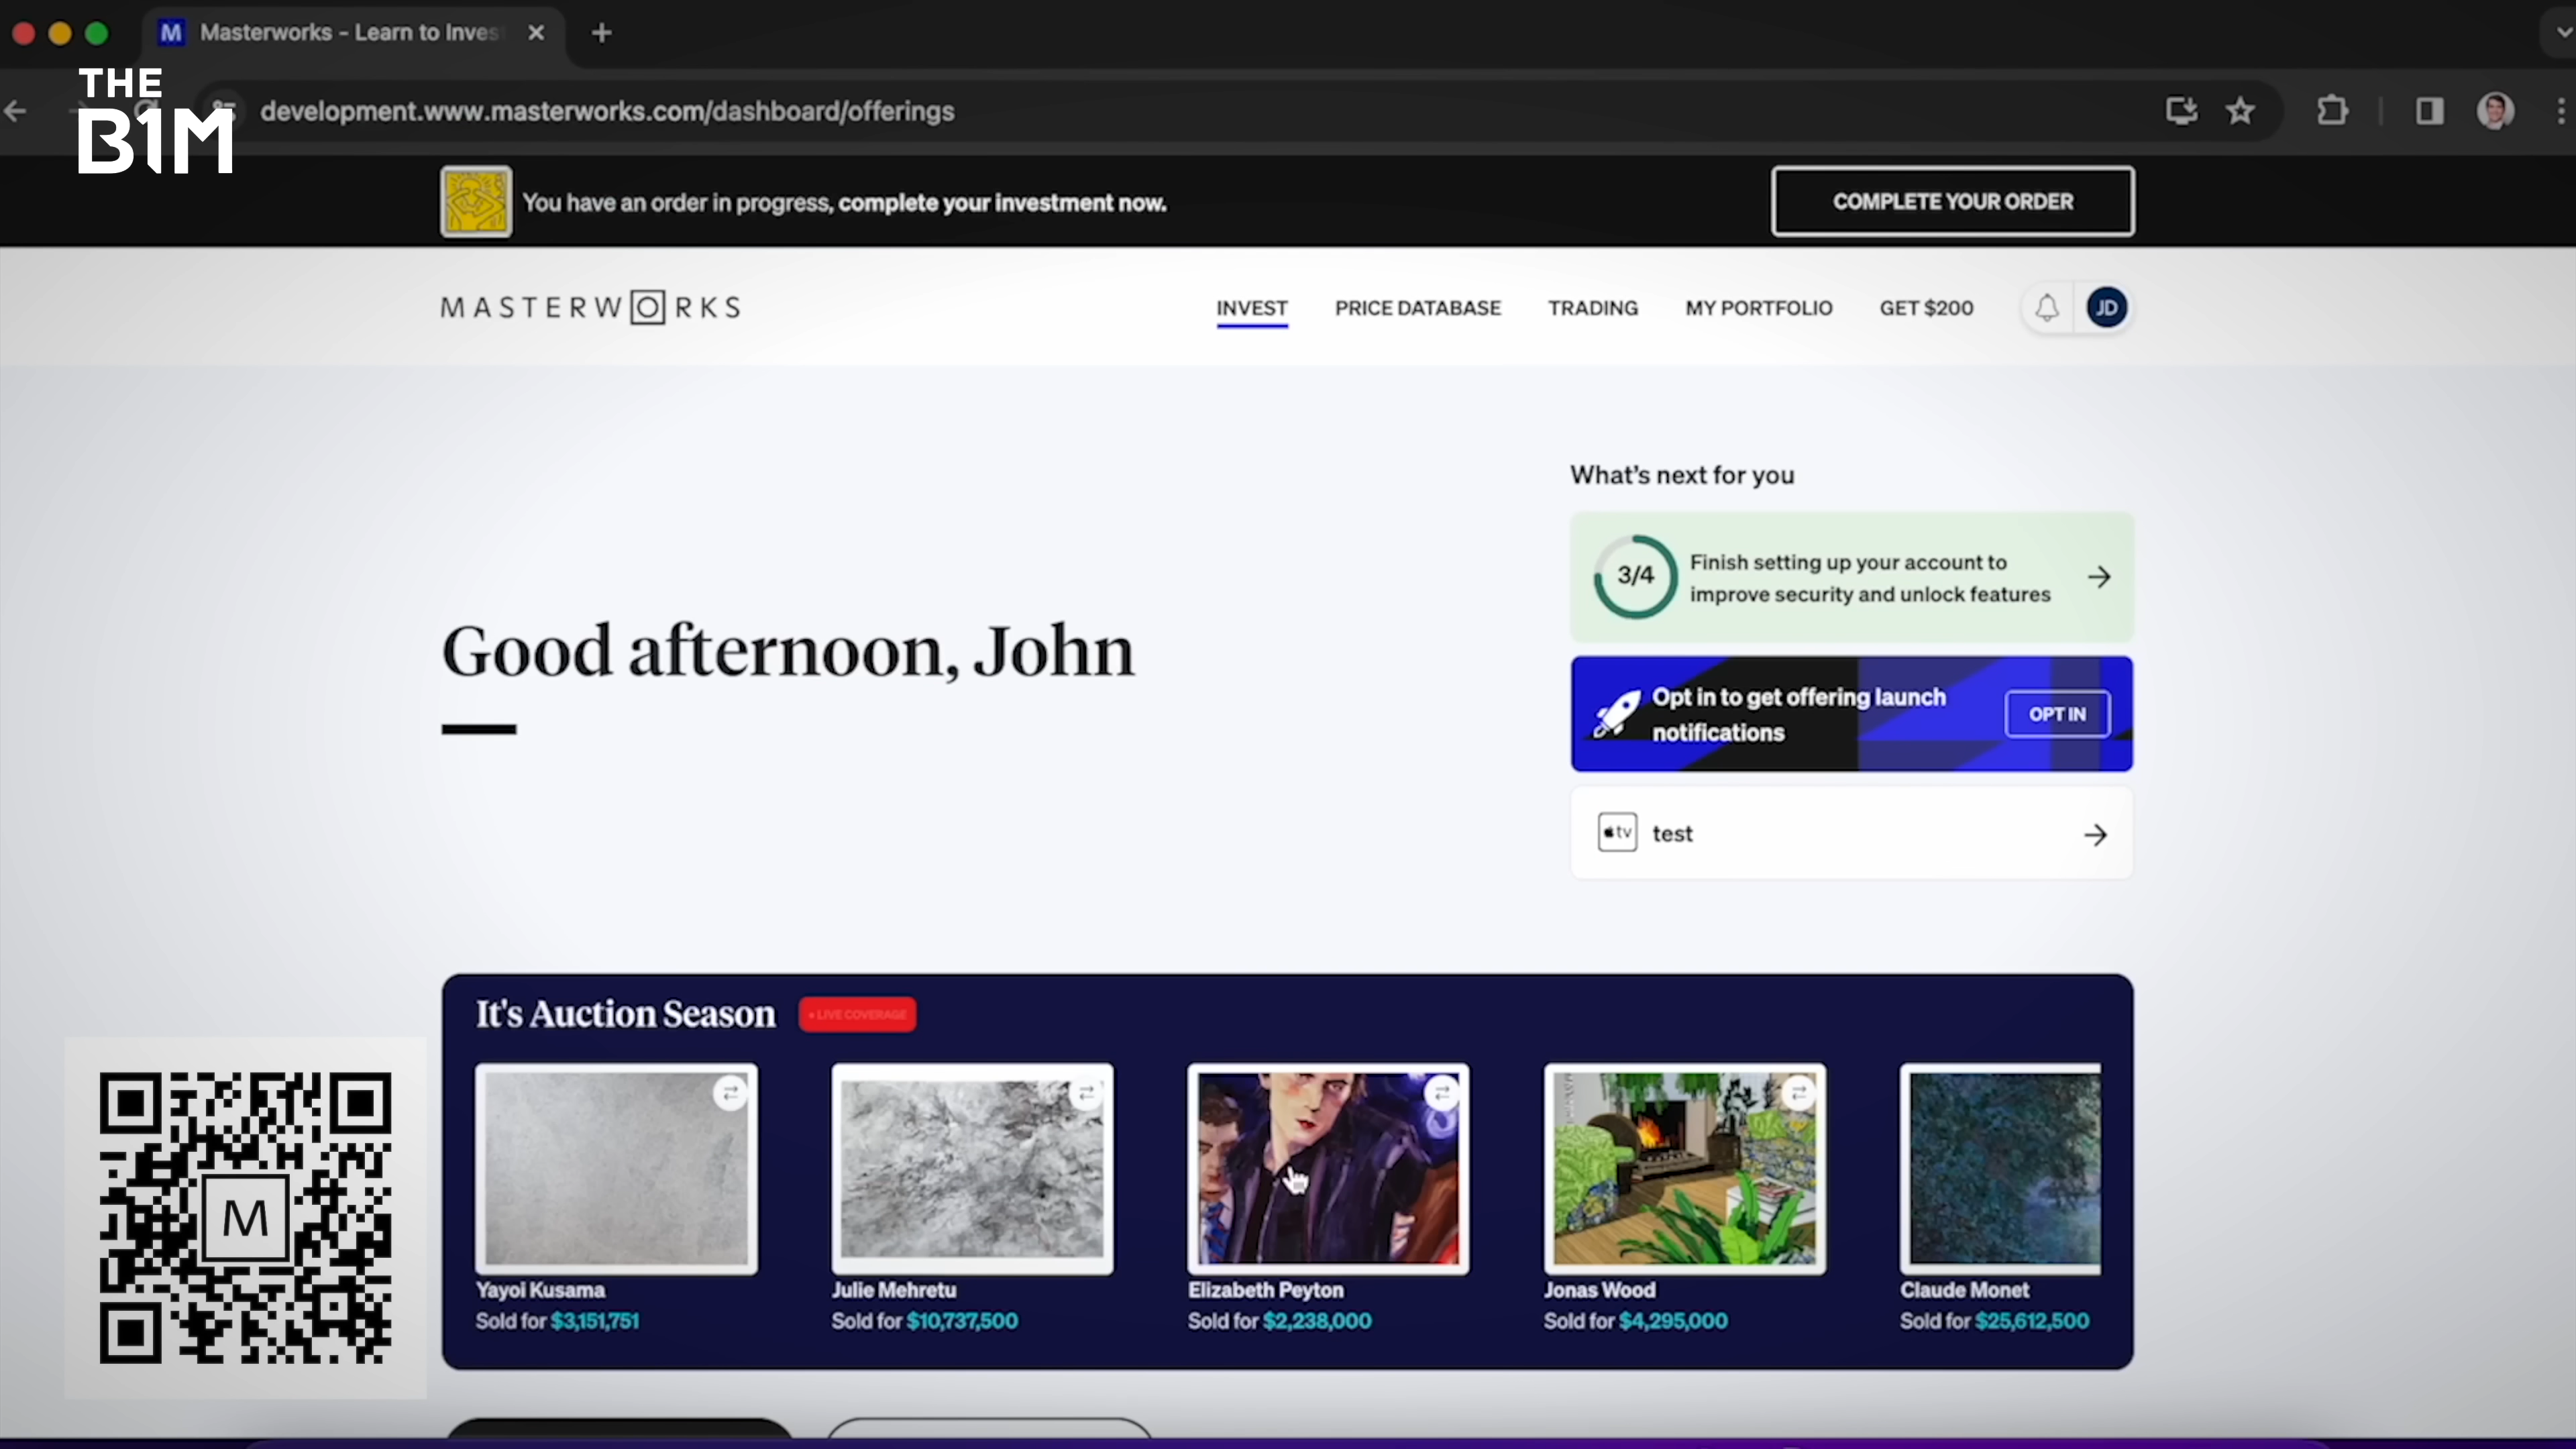 M Masterworks - Learn to Inves
THE
B1M
development.www.masterworks.com/dashboard/offerings
You have an order in progress, complete your investment now.
COMPLETE YOUR ORDER
MASTERWORKS
INVEST
PRICE DATABASE
TRADING
MY PORTFOLIO
GET $200
JD
What's next for you
3/4
Finish setting up your account to
improve security and unlock features
Good afternoon, John
Opt in to get offering launch
notifications
OPT IN
tv
test
It's Auction Season
• LIVE COVERAGE
Yayoi Kusama
Sold for $3,151,751
Julie Mehretu
Sold for $10,737,500
Elizabeth Peyton
Sold for $2,238,000
Jonas Wood
Sold for $4,295,000
Claude Monet
Sold for $25,612,500
M